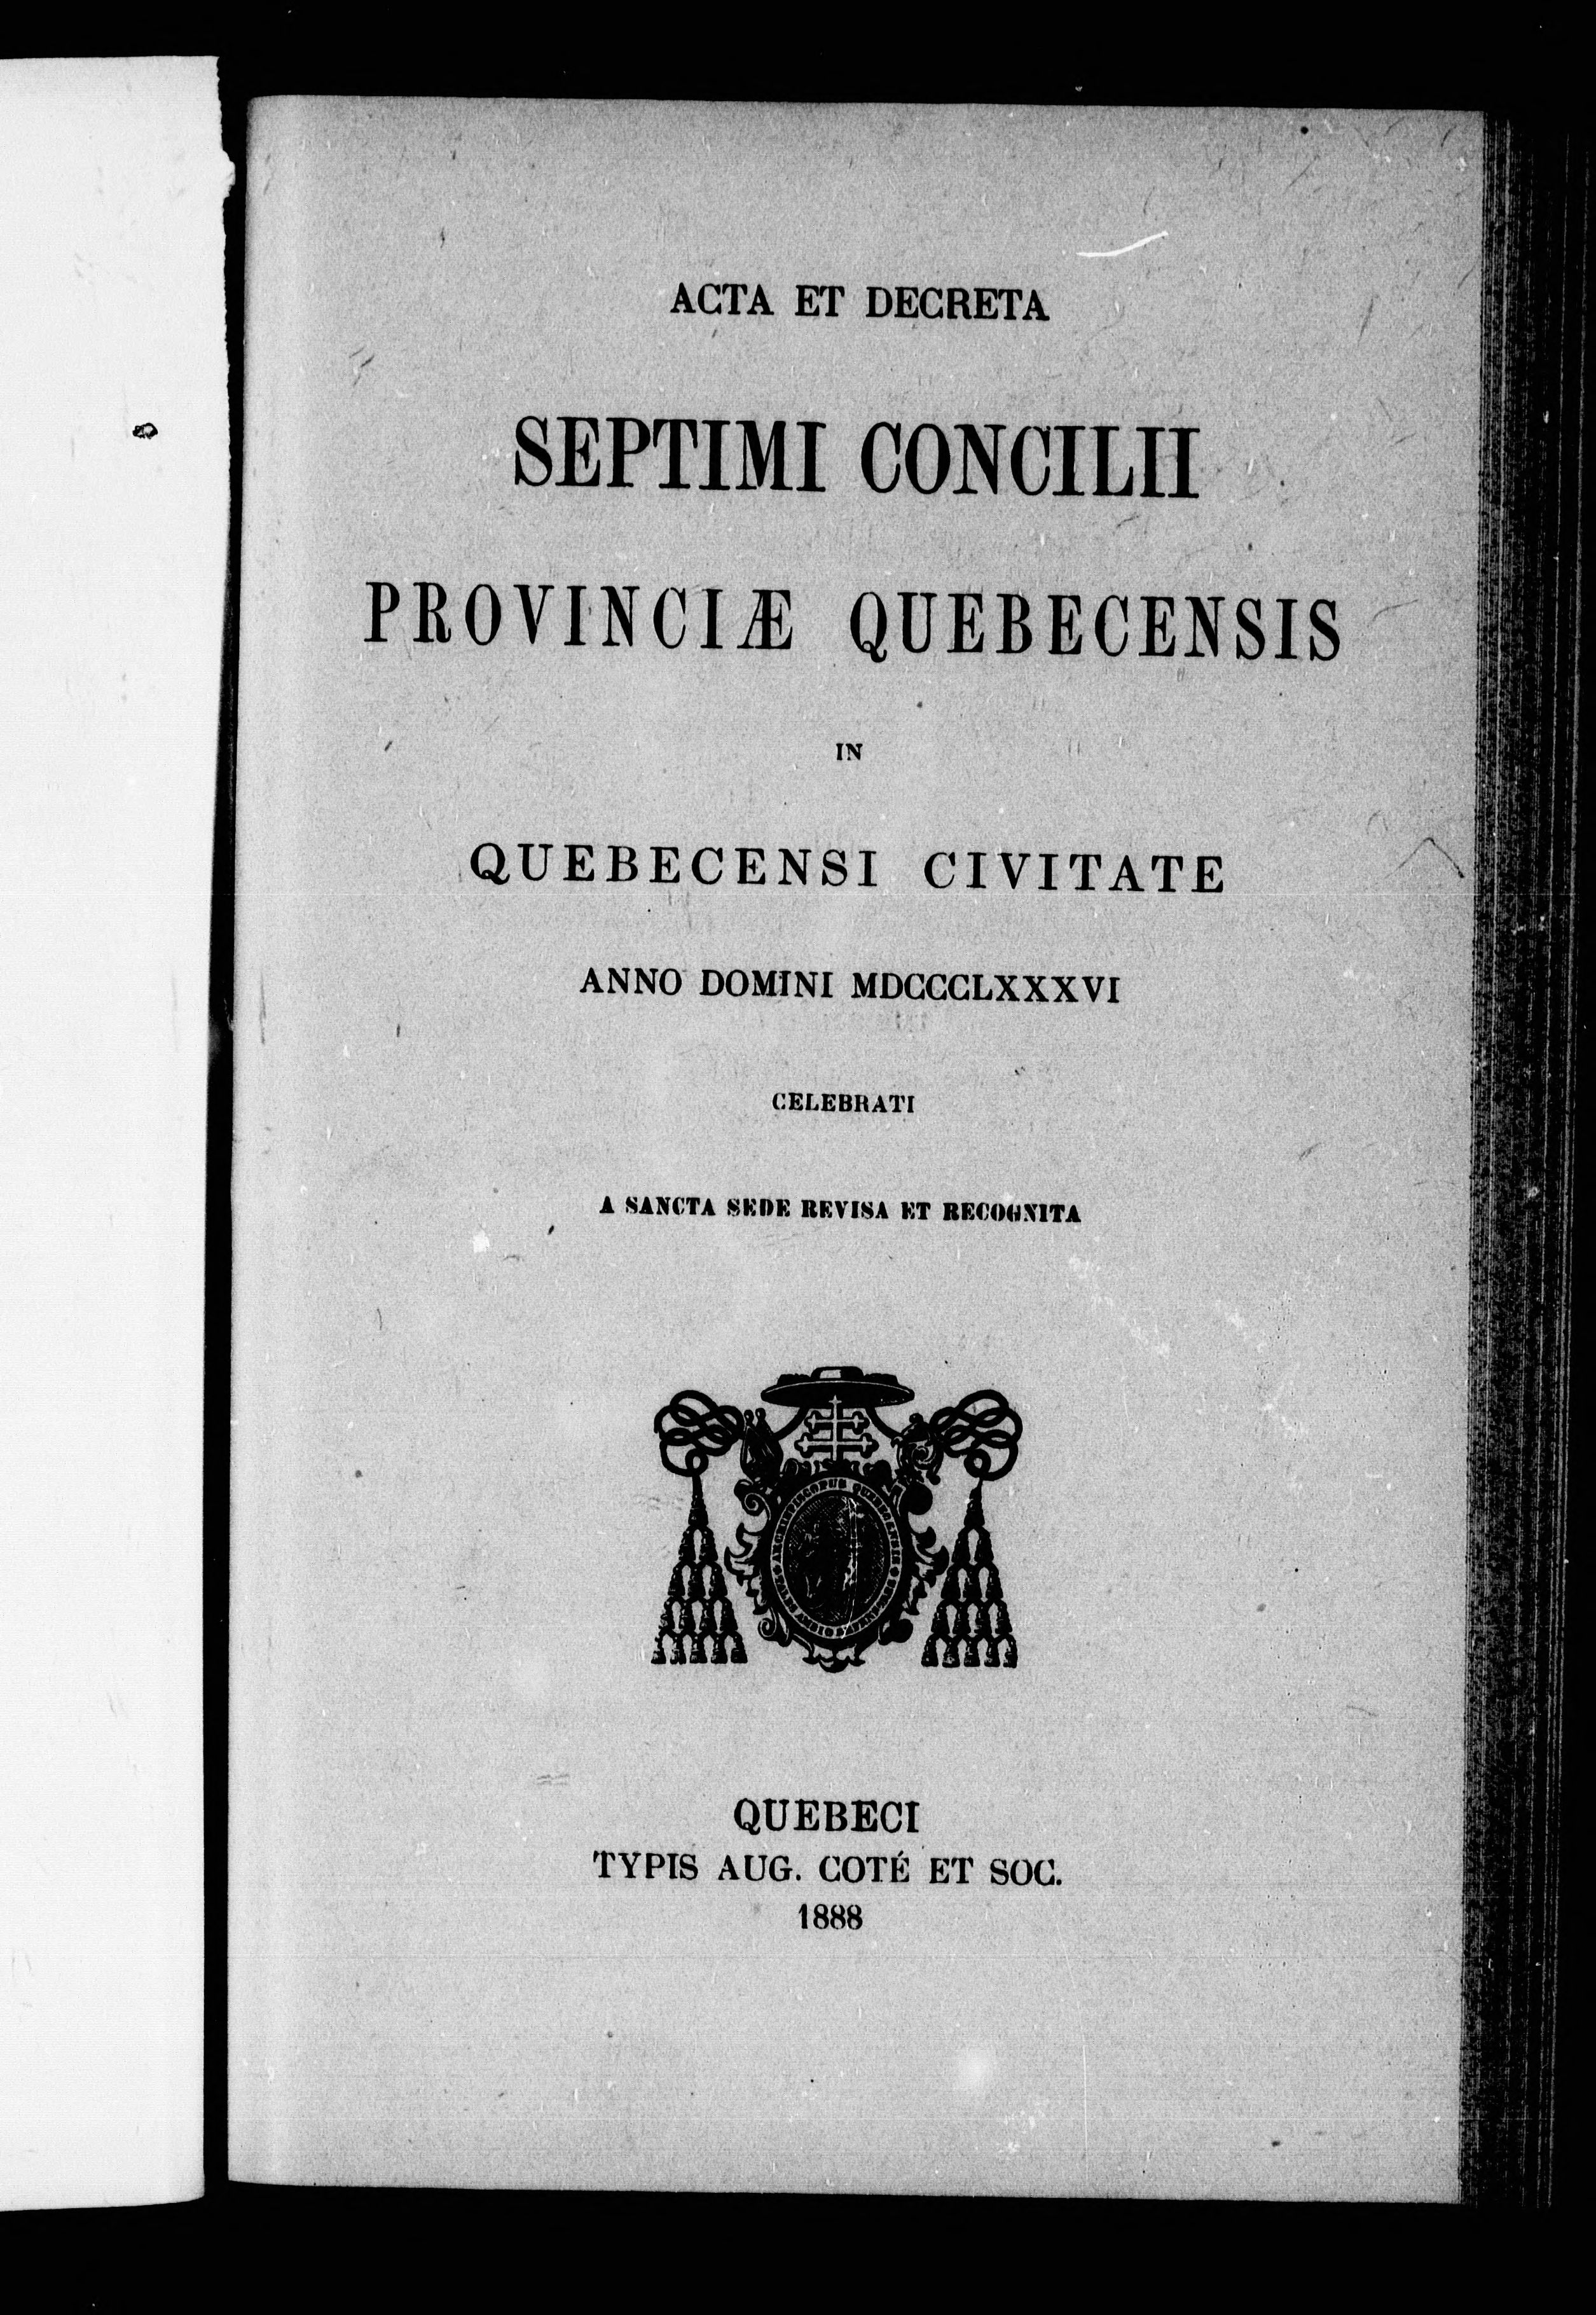 ACTA ET DECRETA
SEPTIMI CONCILII
PROVINCIÆ QUEBECENSIS
IN
QUEBECENSI CIVITATE
ANNO DOMINI MDCCCLXXXVI
CELEBRATI
A SANCTA SEDE REVISA ET RECOGNITA
QUEBECI
TYPIS AUG. COTÉ ET SOC.
1888